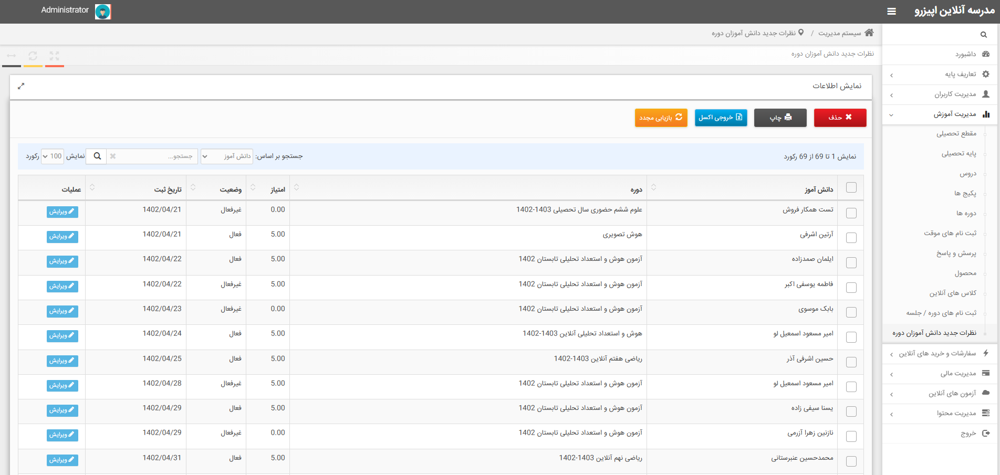 مدرسه آنلاین اپیزرو
Administrator
سیستم مدیریت / نظرات جدید دانش آموزان دوره
نظرات جدید دانش آموزان دوره
داشبورد
تعاریف پایه
مدیریت کاربران
مدیریت آموزش
مقطع تحصیلی
پایه تحصیلی
دروس
پکیج ها
دوره ها
ثبت نام های موقت
پرسش و پاسخ
محصول
کلاس های آنلاین
ثبت نام های دوره / جلسه
نظرات جدید دانش آموزان دوره
سفارشات و خرید های آنلاین
مدیریت مالی
آزمون های آنلاین
مدیریت محتوا
خروج
نمایش اطلاعات
حذف چاپ خروجی اکسل بازیابی مجدد
نمایش 1 تا 69 از 69 رکورد جستجو بر اساس: دانش آموز جستجو... نمایش 100 رکورد
دانش آموز دوره امتیاز وضعیت تاریخ ثبت عملیات
تست همکار فروش علوم ششم حضوری سال تحصیلی 1403-1402 0.00 غیرفعال 1402/04/21 ویرایش
آرتین اشرفی هوش تصویری 5.00 فعال 1402/04/21 ویرایش
ایلمان صمدزاده آزمون هوش و استعداد تحلیلی تابستان 1402 5.00 فعال 1402/04/22 ویرایش
فاطمه یوسفی اکبر آزمون هوش و استعداد تحلیلی تابستان 1402 5.00 غیرفعال 1402/04/22 ویرایش
بابک موسوی آزمون هوش و استعداد تحلیلی تابستان 1402 0.00 غیرفعال 1402/04/23 ویرایش
امیر مسعود اسمعیل لو هوش و استعداد تحلیلی آنلاین 1403-1402 5.00 فعال 1402/04/24 ویرایش
حسین اشرفی آذر ریاضی هفتم آنلاین 1403-1402 5.00 فعال 1402/04/25 ویرایش
امیر مسعود اسمعیل لو آزمون هوش و استعداد تحلیلی تابستان 1402 5.00 غیرفعال 1402/04/28 ویرایش
یسنا سیفی زاده آزمون هوش و استعداد تحلیلی تابستان 1402 5.00 فعال 1402/04/29 ویرایش
نازنین زهرا آزرمی آزمون هوش و استعداد تحلیلی تابستان 1402 0.00 غیرفعال 1402/04/29 ویرایش
محمدحسین عنبرستانی ریاضی نهم آنلاین 1403-1402 5.00 فعال 1402/04/31 ویرایش